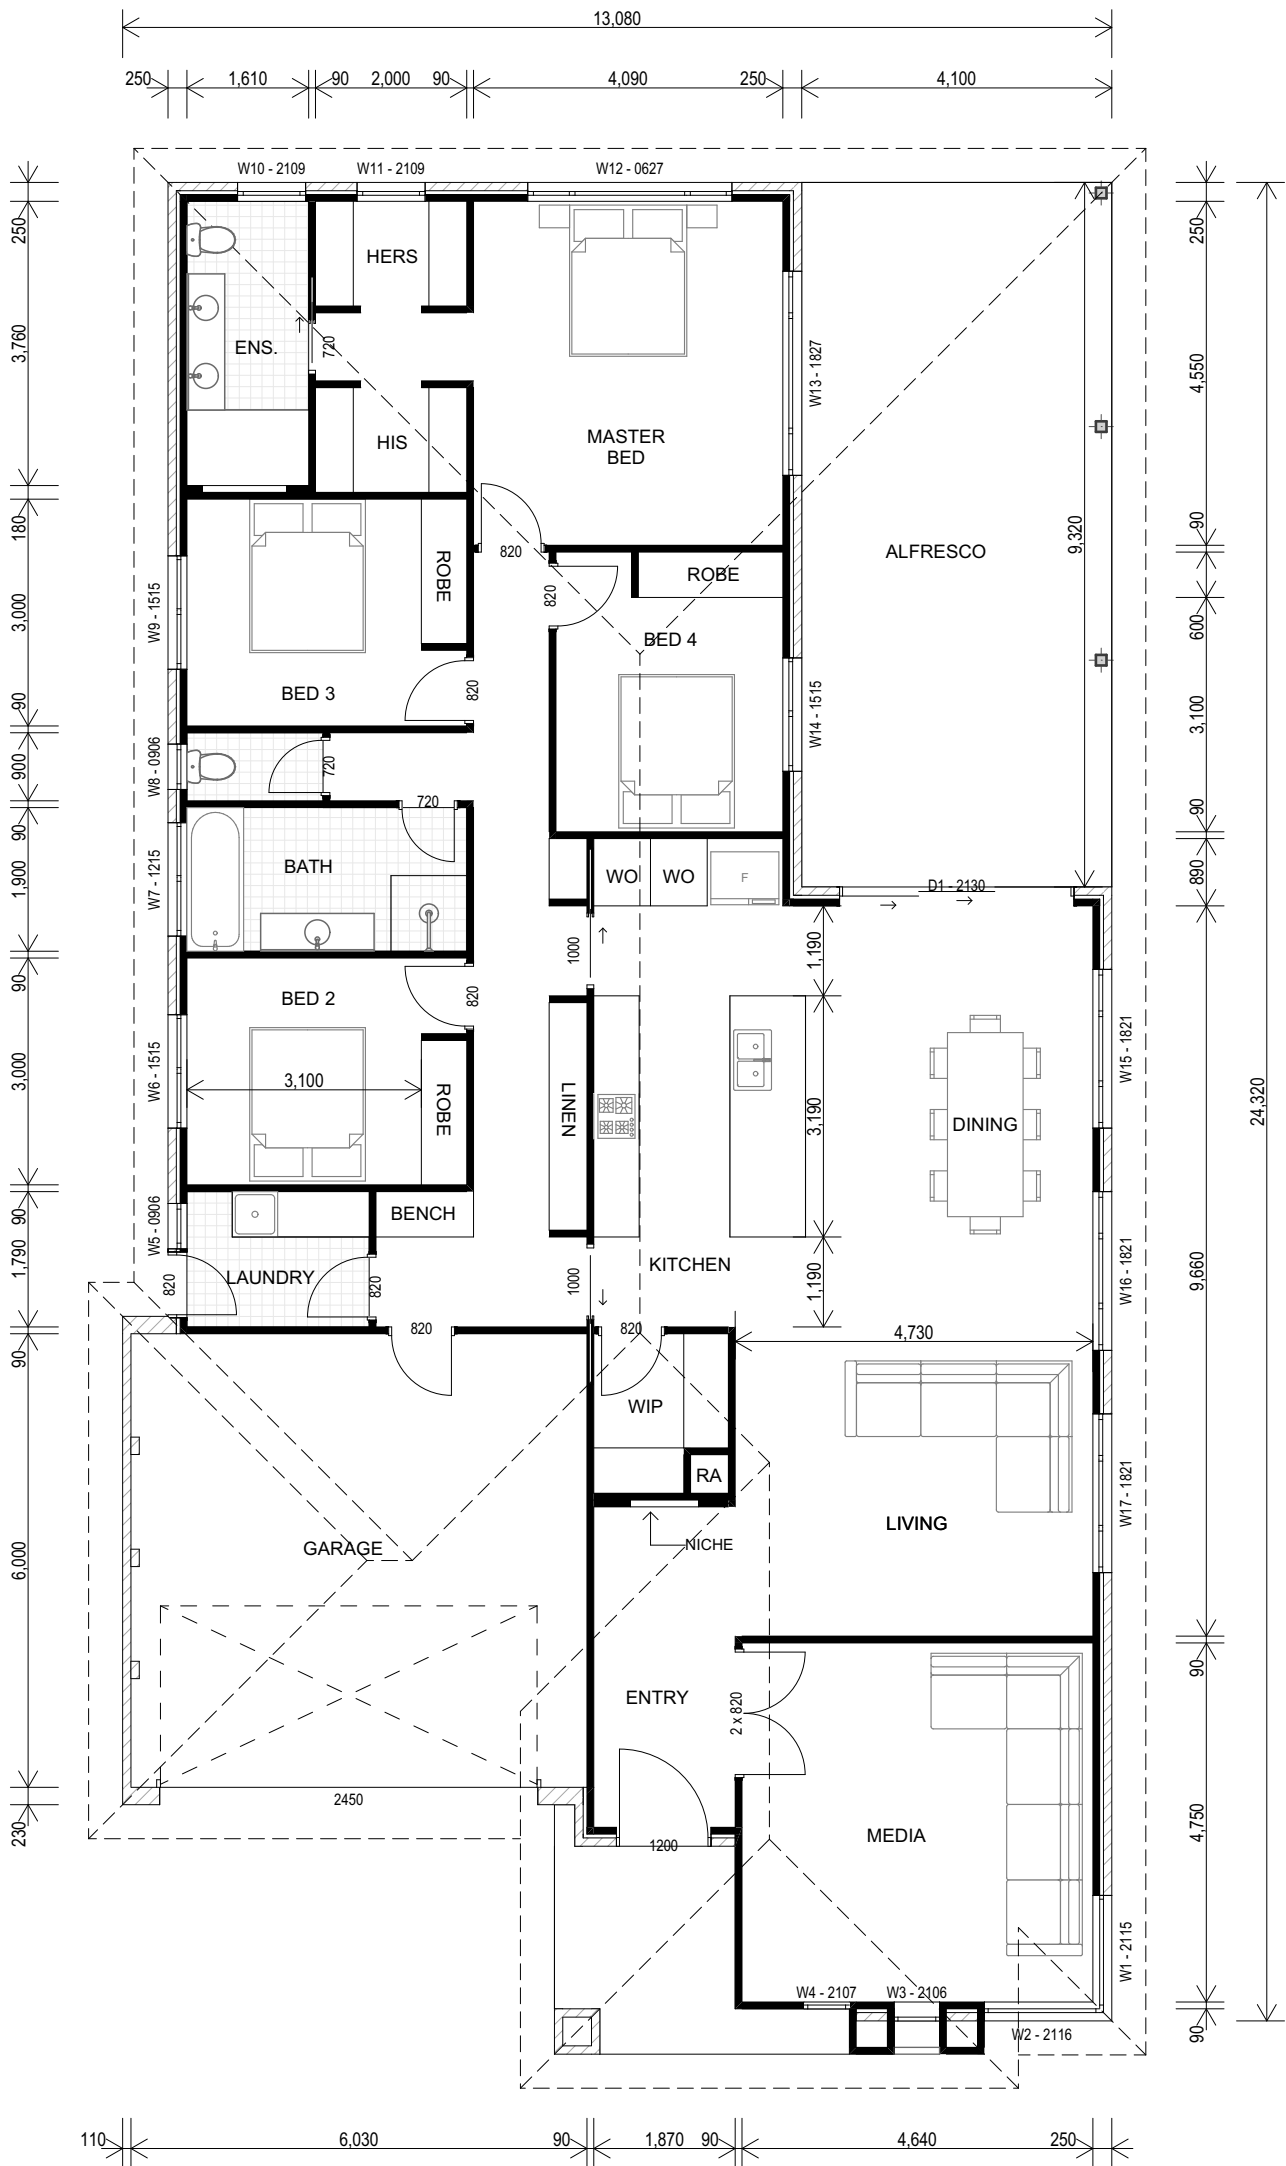 13,080
250 1,610 90 2,000 90 4,090 250 4,100
W10 - 2109 W11 - 2109 W12 - 0627
250
3,760
180
3,000
90
900
90
1,900
90
3,000
90
1,790
90
6,000
230
HERS
ENS.
720
HIS
MASTER
BED
W13 - 1827
ALFRESCO
9,320
250
4,550
90
600
3,100
90
890
9,660
90
4,750
90
24,320
820
ROBE
W9 - 1515
BED 3
820
820
ROBE
BED 4
W14 - 1515
W8 - 0906
720
720
W7 - 1215
BATH
WO
WO
F
D1 - 2130
1000
1,190
BED 2
820
W6 - 1515
3,100
ROBE
LINEN
3,190
DINING
W15 - 1821
W5 - 0906
BENCH
LAUNDRY
820
820
1000
KITCHEN
1,190
W16 - 1821
820
820
4,730
WIP
RA
NICHE
LIVING
W17 - 1821
GARAGE
ENTRY
2 x 820
2450
1200
MEDIA
W1 - 2115
W4 - 2107 W3 - 2106
W2 - 2116
110 6,030 90 1,870 90 4,640 250